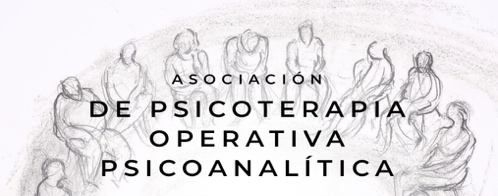 ASOCIACIÓN
DE PSICOTERAPIA
OPERATIVA
PSICOANALÍTICA